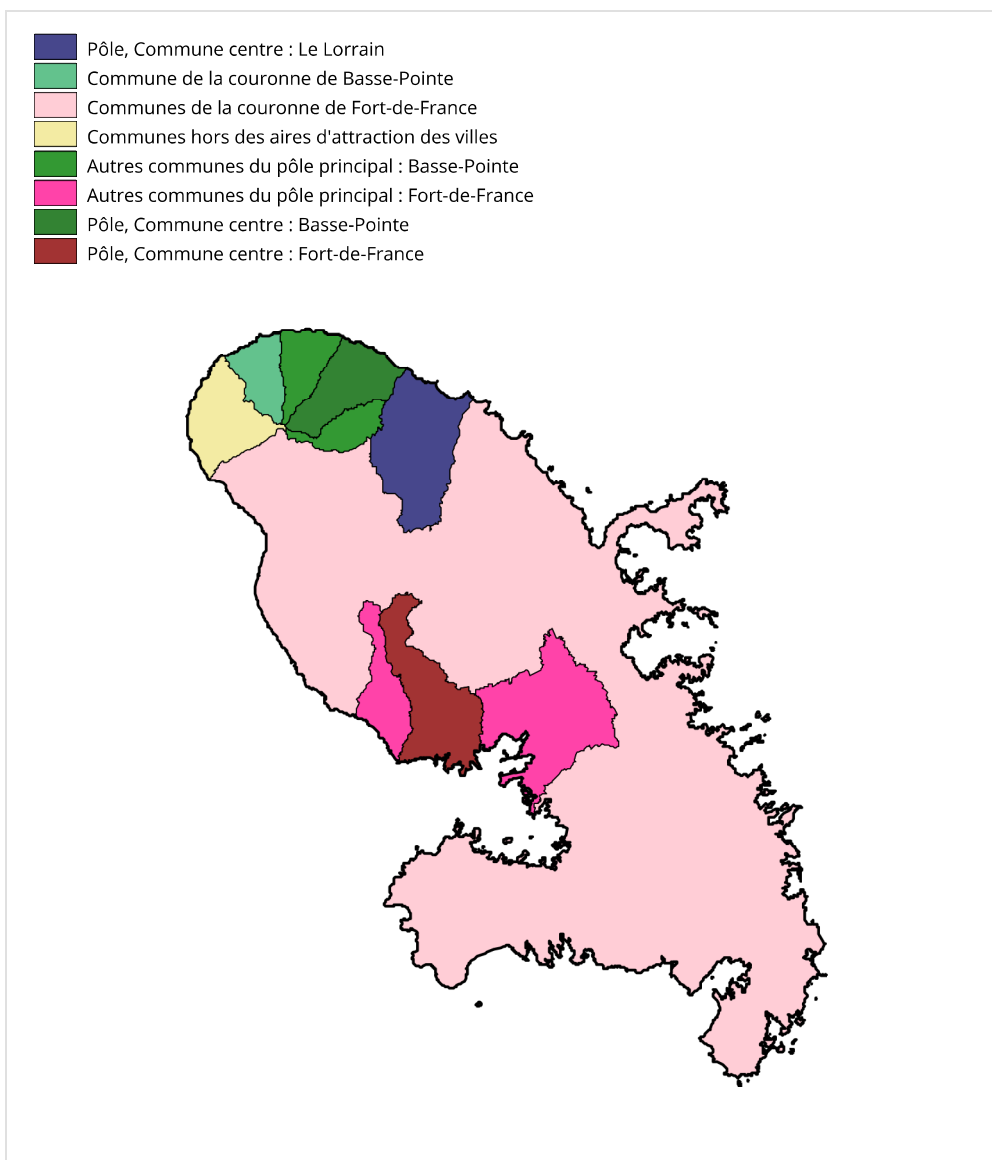 Pôle, Commune centre : Le Lorrain
Commune de la couronne de Basse-Pointe
Communes de la couronne de Fort-de-France
Communes hors des aires d'attraction des villes
Autres communes du pôle principal : Basse-Pointe
Autres communes du pôle principal : Fort-de-France
Pôle, Commune centre : Basse-Pointe
Pôle, Commune centre : Fort-de-France